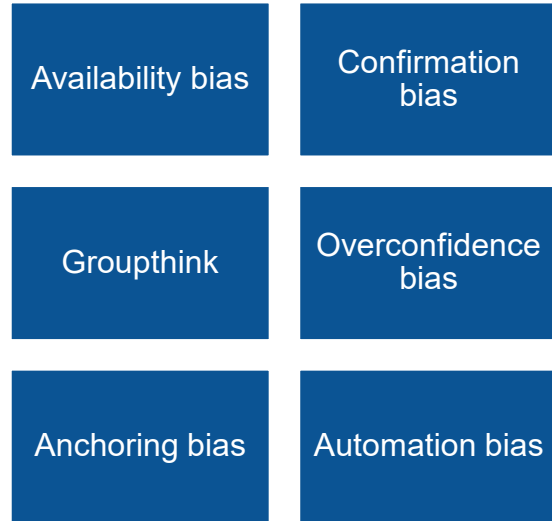 Availability bias
Confirmation
bias
Groupthink
Overconfidence
bias
Anchoring bias
Automation bias